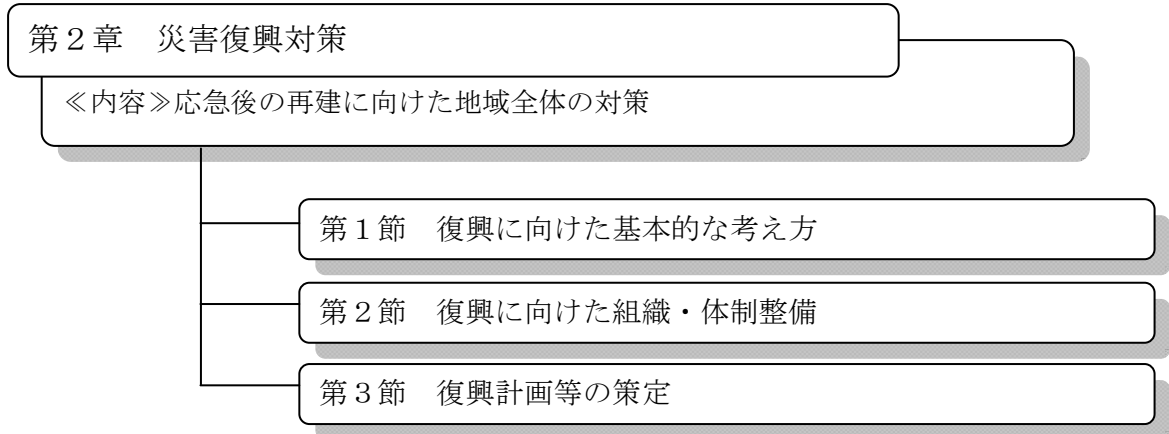 第２章　災害復興対策
≪内容≫応急後の再建に向けた地域全体の対策
第１節　復興に向けた基本的な考え方
第２節　復興に向けた組織・体制整備
第３節　復興計画等の策定